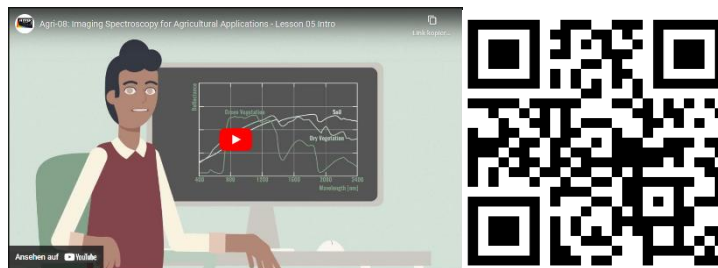 Agri-08: Imaging Spectroscopy for Agricultural Applications - Lesson 05 Intro
Link kopier...
Reflectance
Green Vegetation
Soil
Dry Vegetation
400 800 1200 1600 2000 2400
Wavelength [nm]
Ansehen auf YouTube